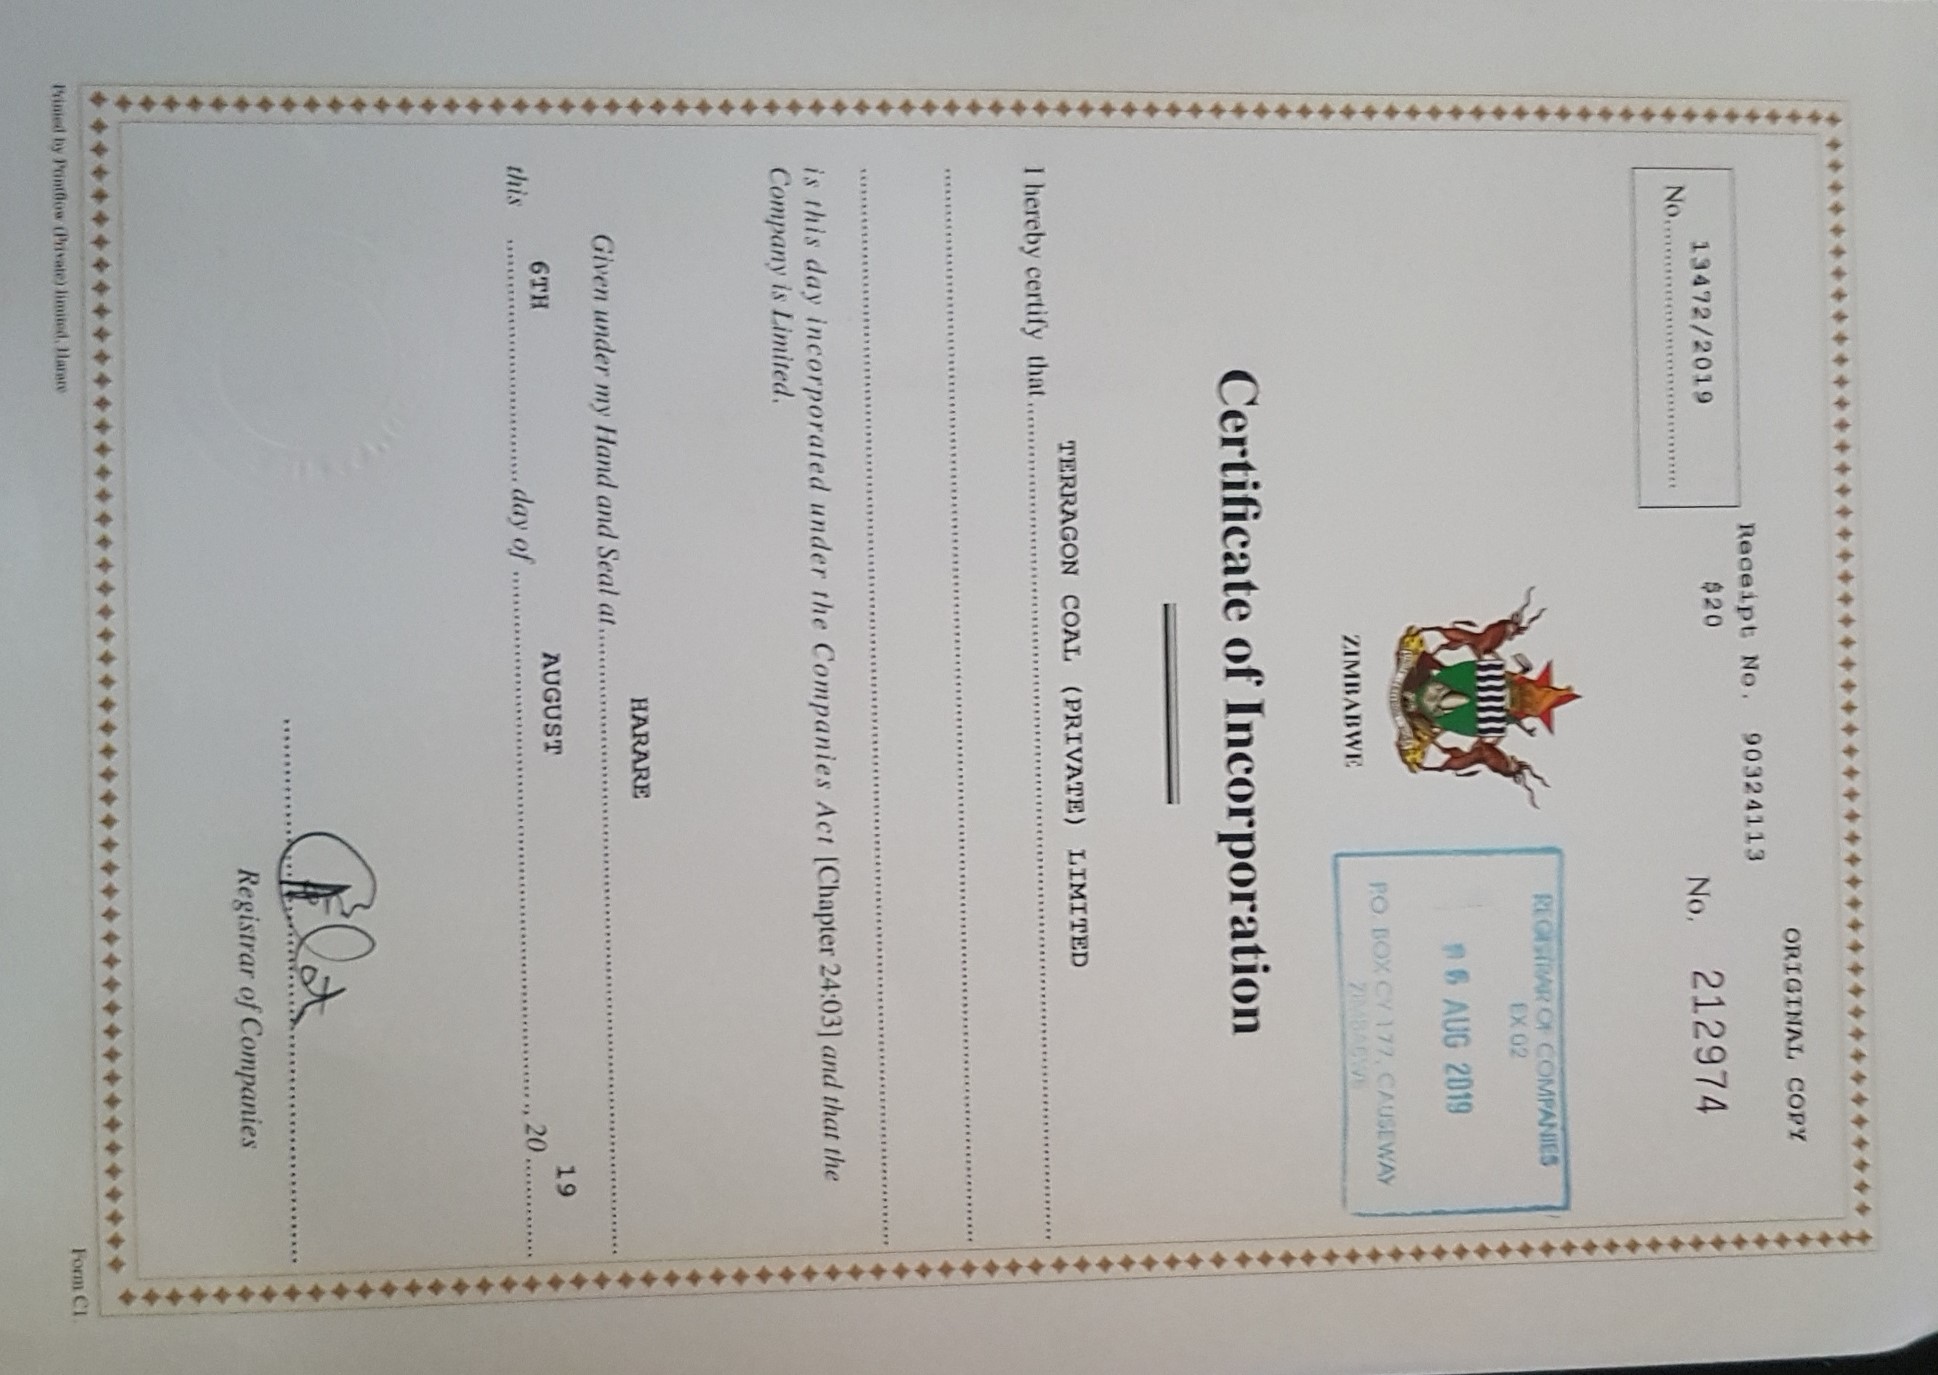 ORIGINAL COPY
Receipt No. 90324113
$20
13472/2019
No.
No. 212974
REGISTRAR OF COMPANIES
EX 02
6 AUG 2019
P.O. BOX CY 177, CAUSEWAY
ZIMBABWE
ZIMBABWE
Certificate of Incorporation
TERRAGON COAL (PRIVATE) LIMITED
I hereby certify that
is this day incorporated under the Companies Act [Chapter 24:03] and that the
Company is Limited.
HARARE
Given under my Hand and Seal at
6TH AUGUST 19
this day of , 20
Registrar of Companies
Printed by Printflow (Private) limited, Harare
Form C1.